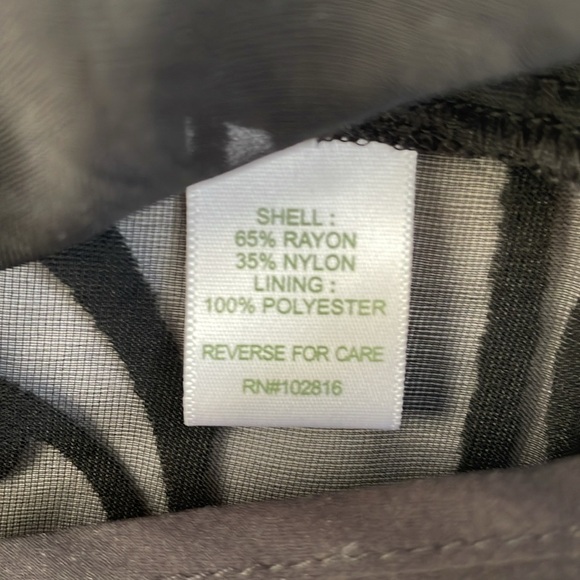 SHELL :
65% RAYON
35% NYLON
LINING :
100% POLYESTER
REVERSE FOR CARE
RN#102816